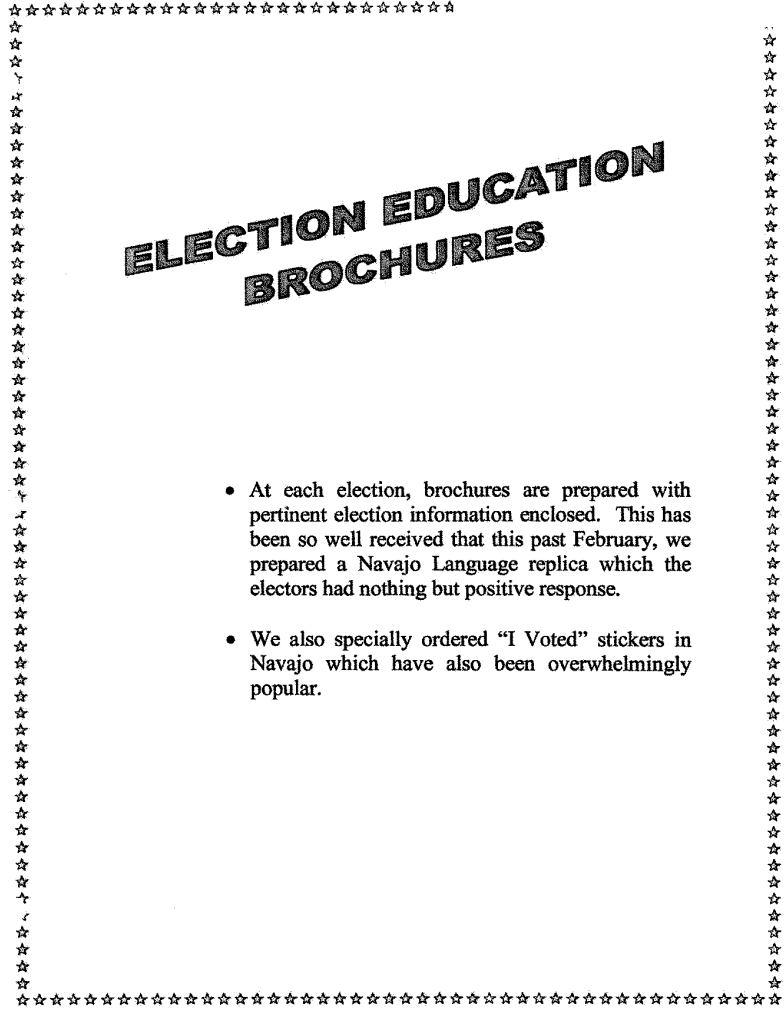 ELECTION EDUCATION
BROCHURES
• At each election, brochures are prepared with
pertinent election information enclosed. This has
been so well received that this past February, we
prepared a Navajo Language replica which the
electors had nothing but positive response.
• We also specially ordered “I Voted” stickers in
Navajo which have also been overwhelmingly
popular.